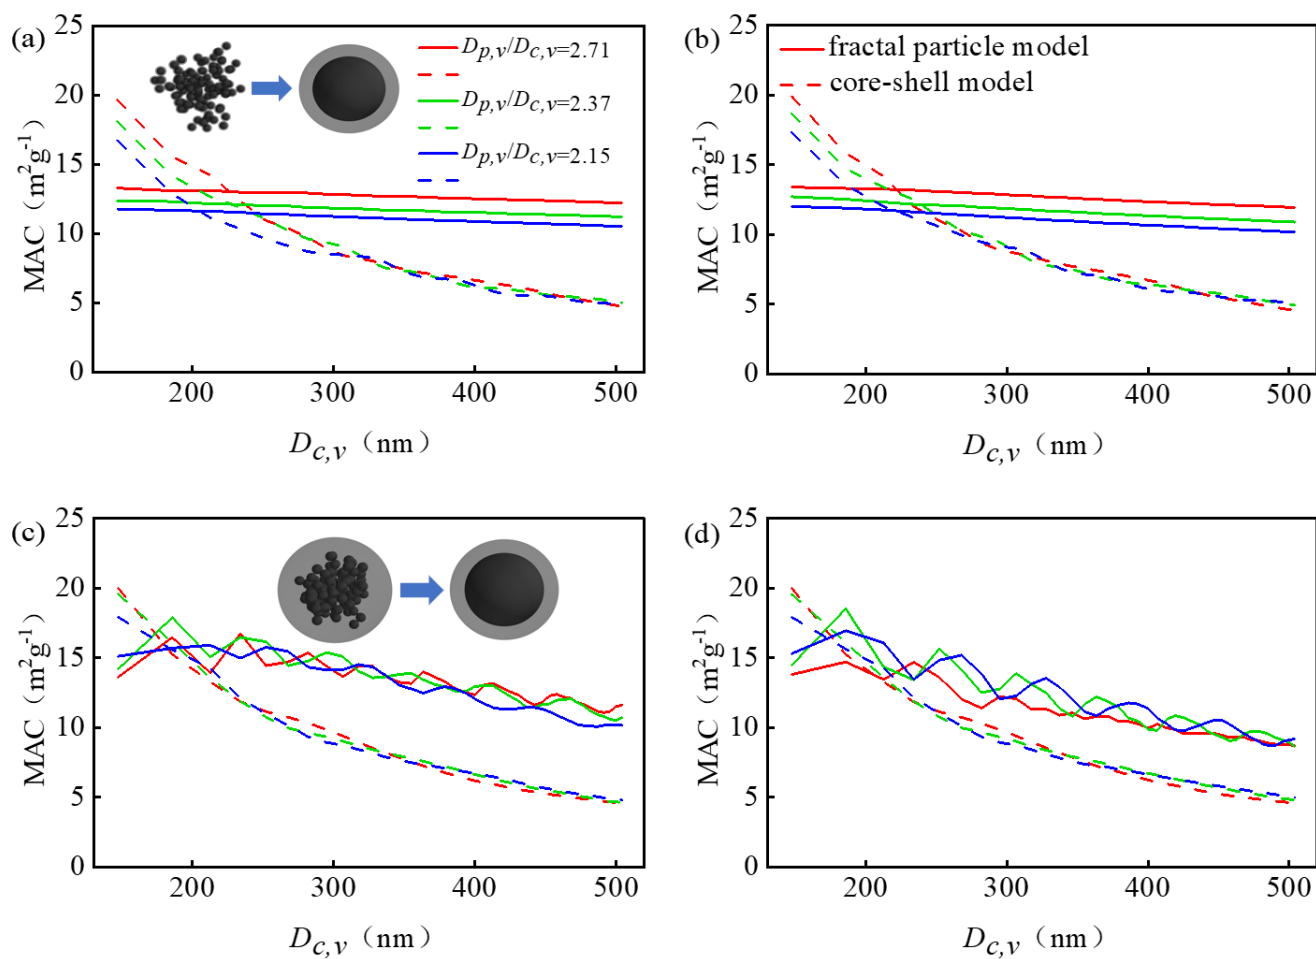 (a)
25
20
15
10
5
0
MAC（m²g⁻¹）
D_p,v/D_c,v=2.71
D_p,v/D_c,v=2.37
D_p,v/D_c,v=2.15
200 300 400 500
D_c,v（nm）
(b)
25
20
15
10
5
0
MAC（m²g⁻¹）
fractal particle model
core-shell model
200 300 400 500
D_c,v（nm）
(c)
25
20
15
10
5
0
MAC（m²g⁻¹）
200 300 400 500
D_c,v（nm）
(d)
25
20
15
10
5
0
MAC（m²g⁻¹）
200 300 400 500
D_c,v（nm）